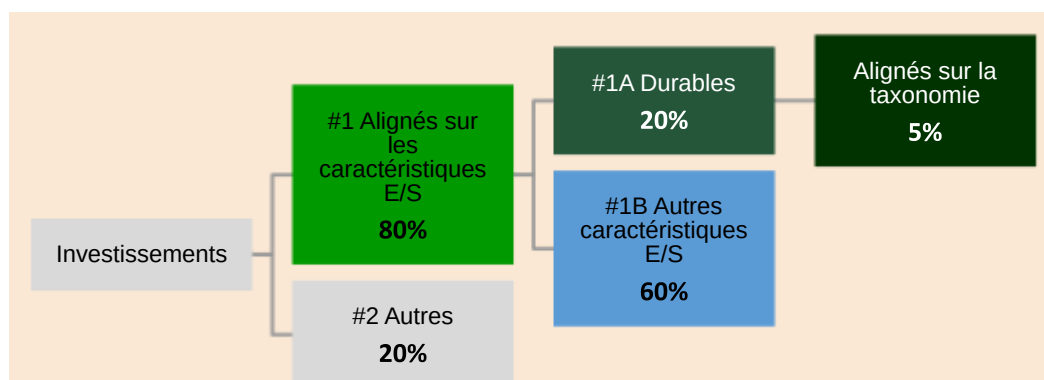 Investissements
#1 Alignés sur
les
caractéristiques
E/S
80%
#2 Autres
20%
#1A Durables
20%
#1B Autres
caractéristiques
E/S
60%
Alignés sur la
taxonomie
5%